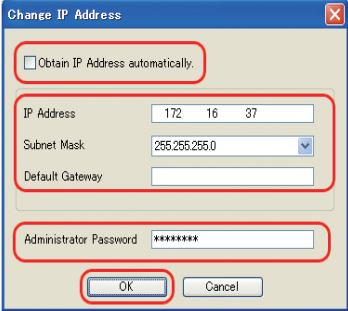 Change IP Address
Obtain IP Address automatically.
IP Address 172 16 37
Subnet Mask 255.255.255.0
Default Gateway
Administrator Password ********
OK Cancel